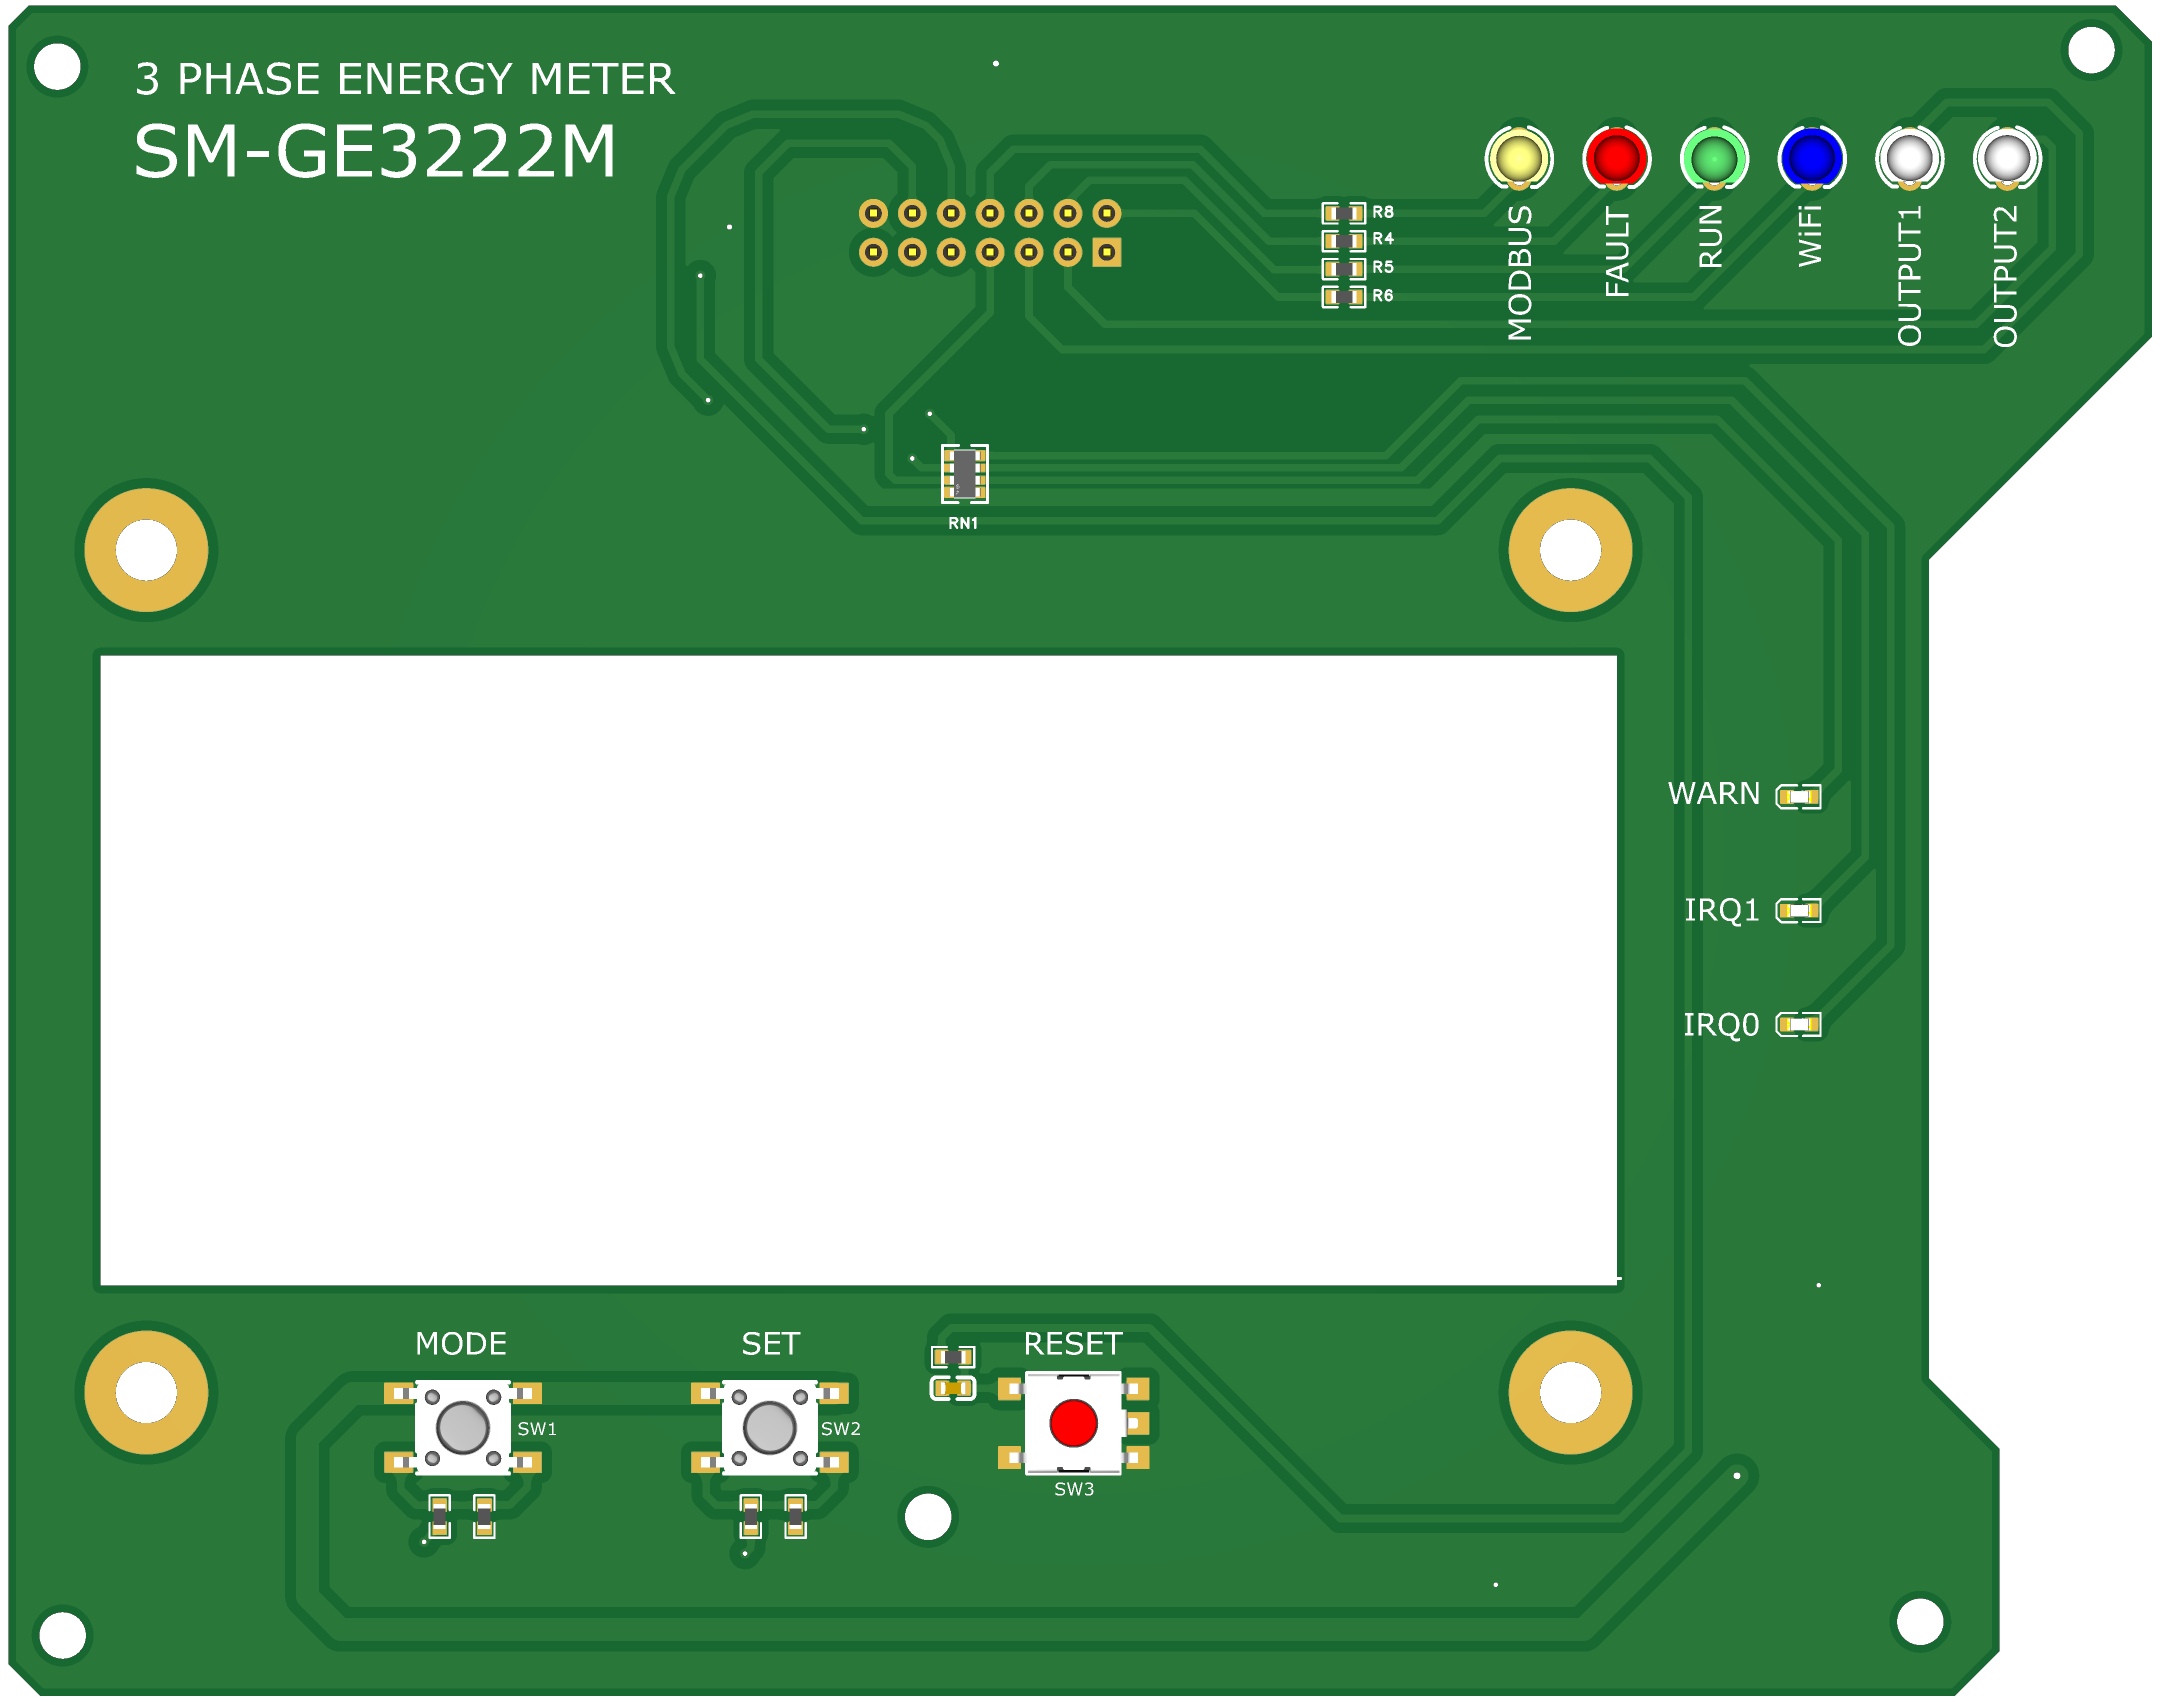 3 PHASE ENERGY METER
SM-GE3222M
R8
R4
R5
R6
MODBUS
FAULT
RUN
WiFi
OUTPUT1
OUTPUT2
RN1
WARN
IRQ1
IRQ0
MODE
SET
RESET
SW1
SW2
SW3